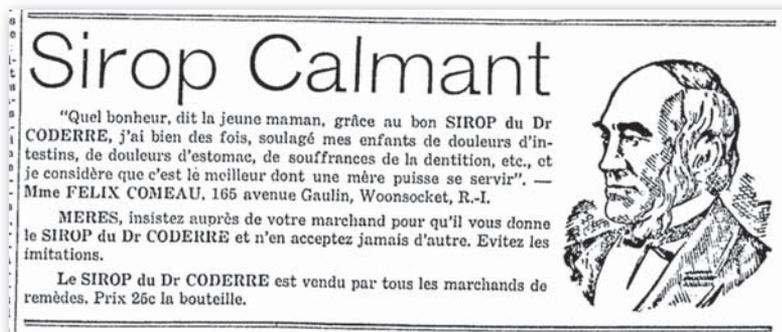 Sirop Calmant
"Quel bonheur, dit la jeune maman, grâce au bon SIROP du Dr
CODERRE, j'ai bien des fois, soulagé mes enfants de douleurs d'in-
testins, de douleurs d'estomac, de souffrances de la dentition, etc., et
je considère que c'est lé meilleur dont une mère puisse se servir". —
Mme FELIX COMEAU, 165 avenue Gaulin, Woonsocket, R.-I.
MERES, insistez auprès de votre marchand pour qu'il vous donne
le SIROP du Dr CODERRE et n'en acceptez jamais d'autre. Evitez les
imitations.
Le SIROP du Dr CODERRE est vendu par tous les marchands de
remèdes. Prix 25c la bouteille.